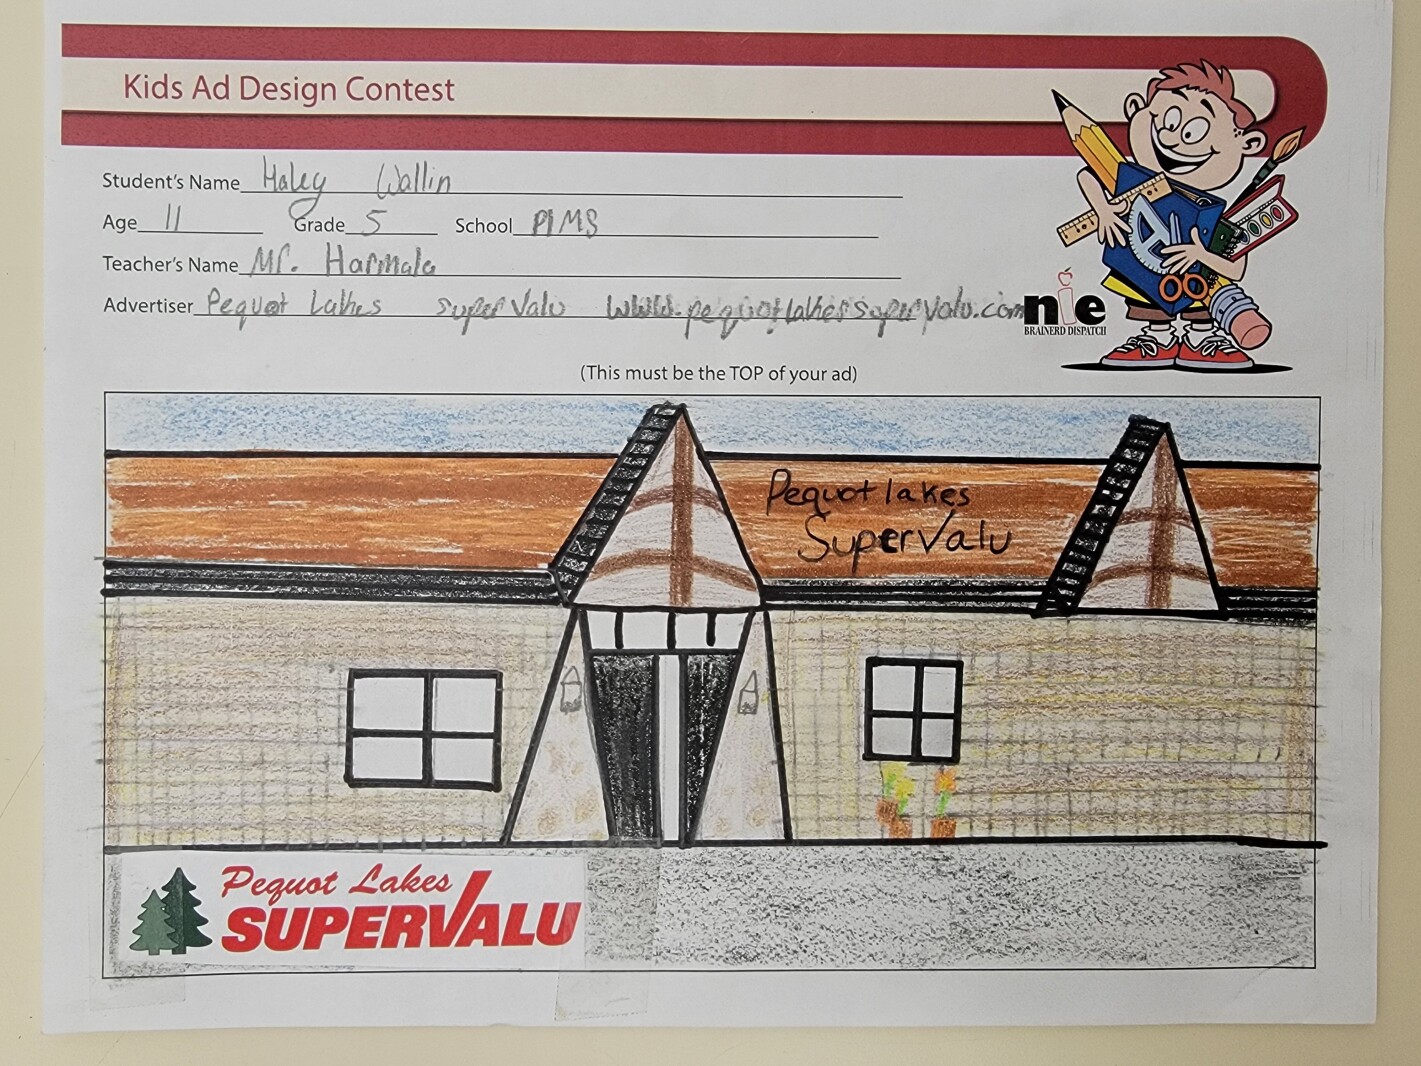 Kids Ad Design Contest
Student's Name Haley Wallin
Age 11 Grade 5 School PIMS
Teacher's Name Mr. Harmala
Advertiser Pequot Lakes super Valu www.pequotlakessupervalu.com
nie
BRAINERD DISPATCH
(This must be the TOP of your ad)
Pequot lakes
SuperValu
Pequot Lakes
SUPERVALU